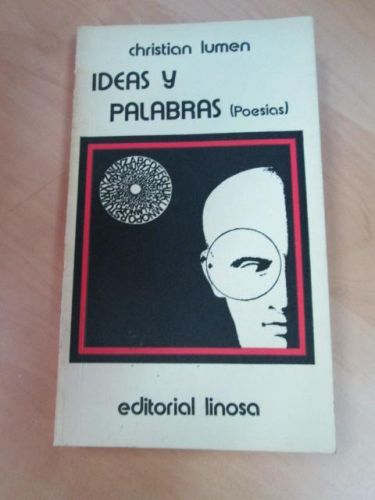 christian lumen
IDEAS y
PALABRAS (Poesías)
editorial linosa